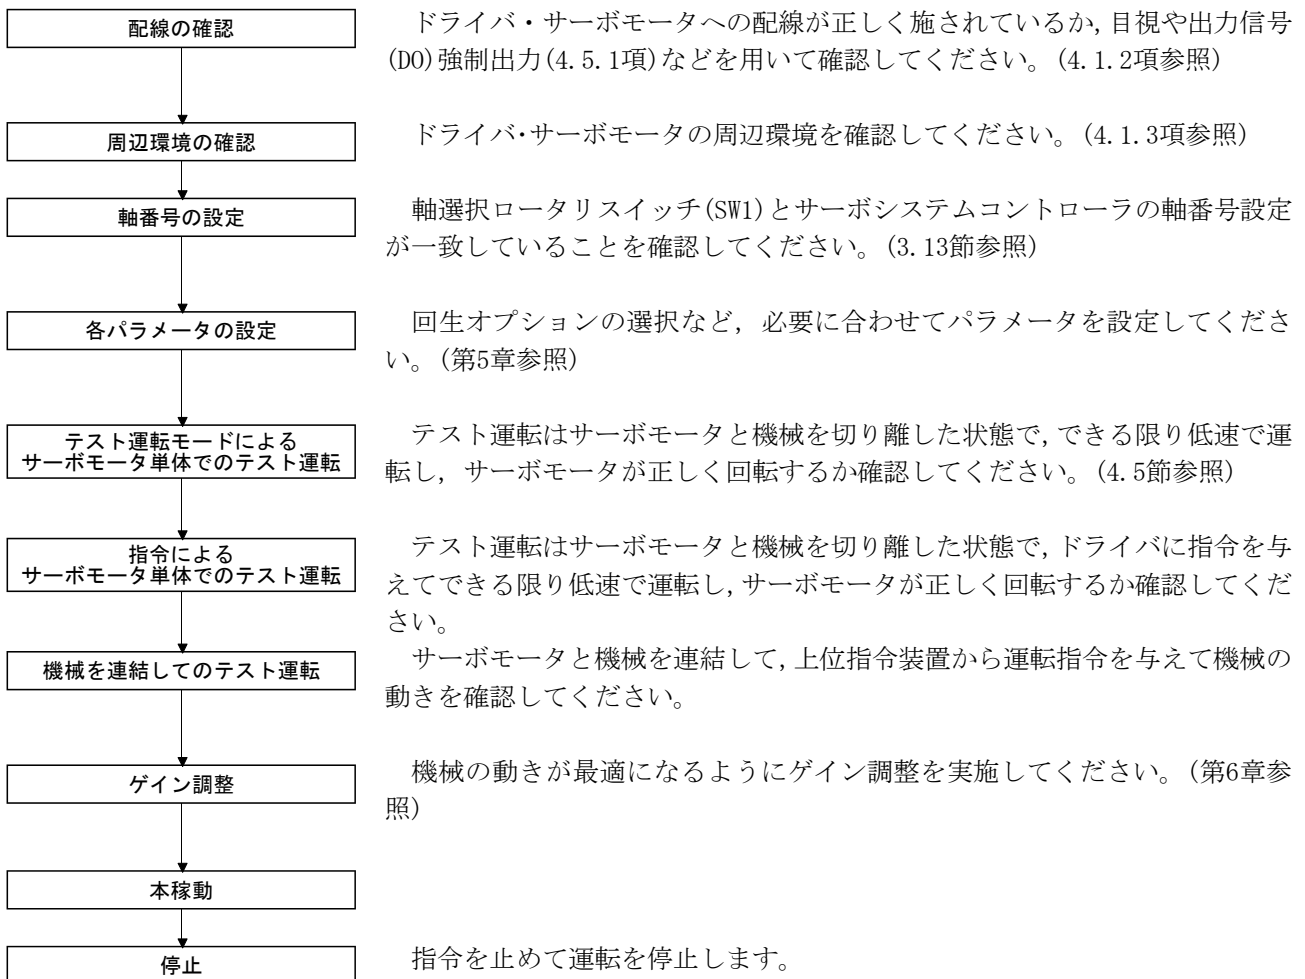 配線の確認
ドライバ・サーボモータへの配線が正しく施されているか,目視や出力信号
(DO)強制出力(4.5.1項)などを用いて確認してください。(4.1.2項参照)
周辺環境の確認
ドライバ・サーボモータの周辺環境を確認してください。(4.1.3項参照)
軸番号の設定
軸選択ロータリスイッチ(SW1)とサーボシステムコントローラの軸番号設定
が一致していることを確認してください。(3.13節参照)
各パラメータの設定
回生オプションの選択など, 必要に合わせてパラメータを設定してくださ
い。(第5章参照)
テスト運転モードによる
サーボモータ単体でのテスト運転
テスト運転はサーボモータと機械を切り離した状態で,できる限り低速で運
転し, サーボモータが正しく回転するか確認してください。(4.5節参照)
指令による
サーボモータ単体でのテスト運転
テスト運転はサーボモータと機械を切り離した状態で,ドライバに指令を与
えてできる限り低速で運転し,サーボモータが正しく回転するか確認してくだ
さい。
機械を連結してのテスト運転
サーボモータと機械を連結して,上位指令装置から運転指令を与えて機械の
動きを確認してください。
ゲイン調整
機械の動きが最適になるようにゲイン調整を実施してください。(第6章参
照)
本稼動
停止
指令を止めて運転を停止します。